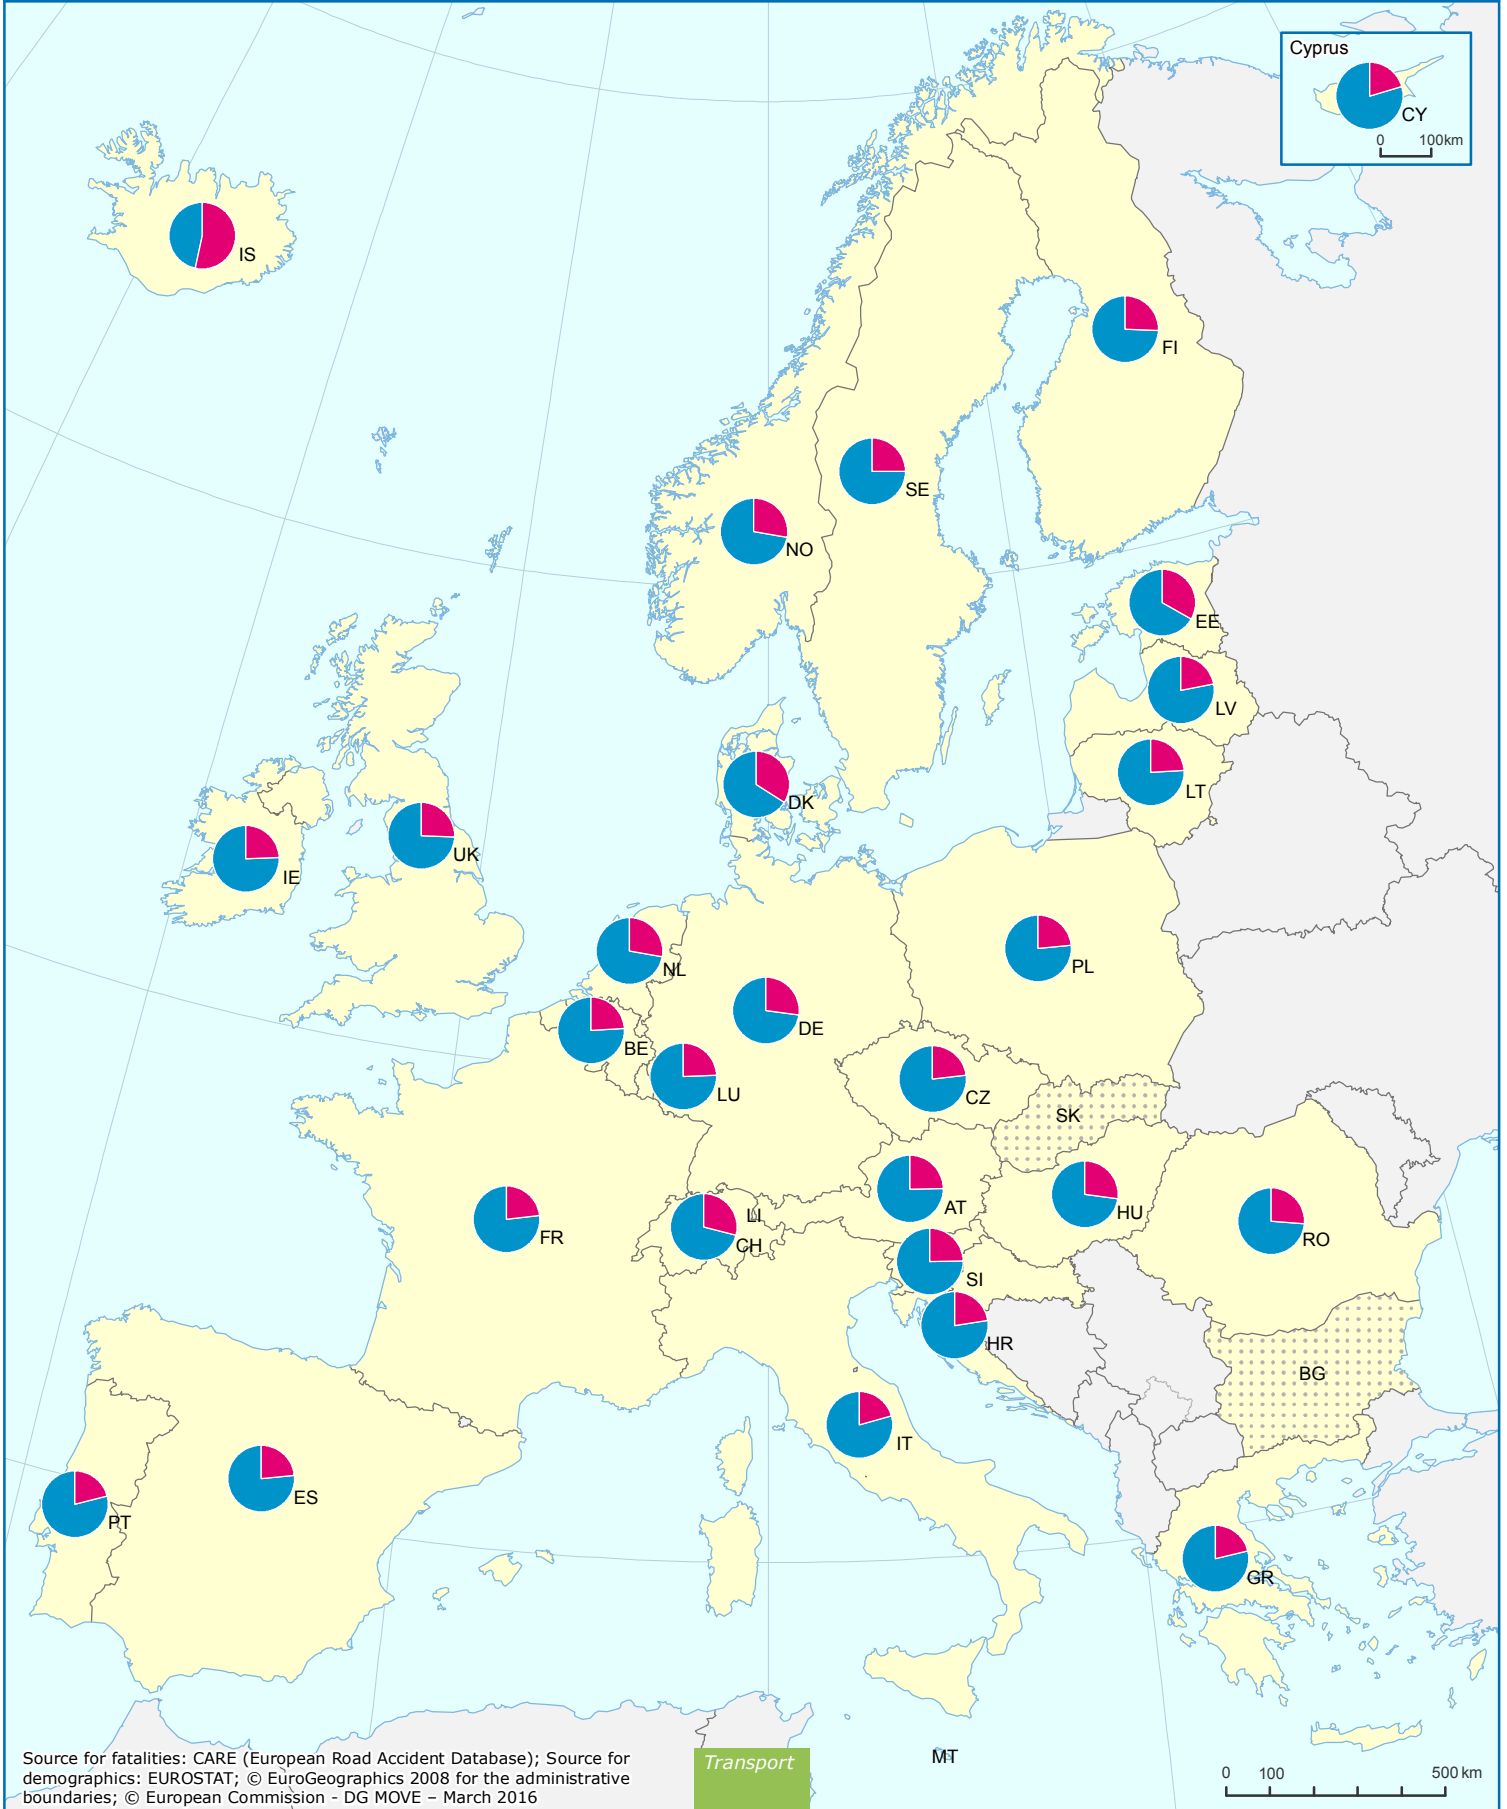 Cyprus
CY
0 100km
IS
FI
SE
NO
EE
LV
LT
DK
UK
IE
NL
PL
DE
BE
LU
CZ
SK
AT
HU
LI
CH
FR
RO
SI
HR
BG
IT
ES
PT
GR
MT
Source for fatalities: CARE (European Road Accident Database); Source for
demographics: EUROSTAT; © EuroGeographics 2008 for the administrative
boundaries; © European Commission - DG MOVE – March 2016
Transport
0 100 500 km